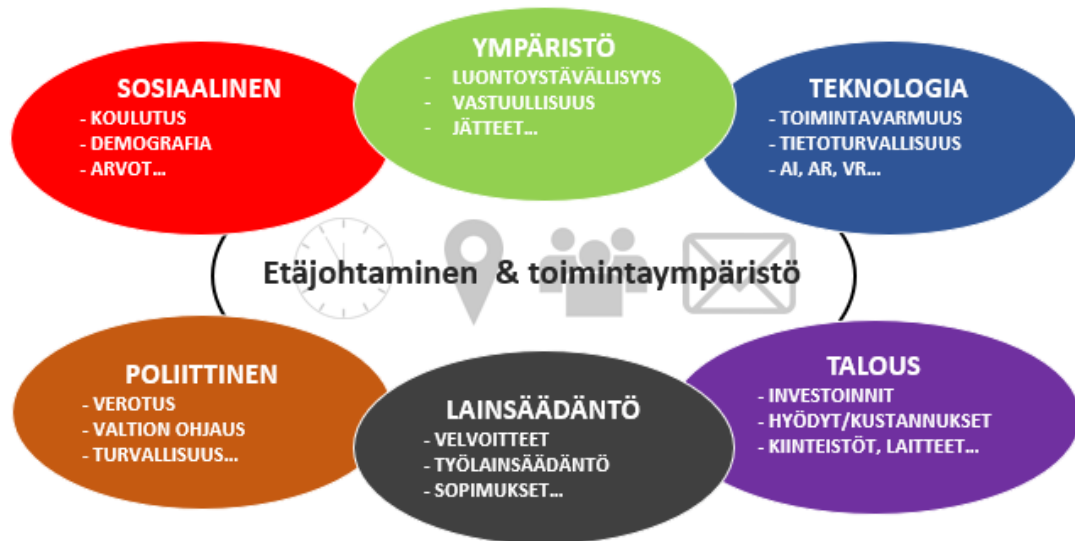 SOSIAALINEN
- KOULUTUS
- DEMOGRAFIA
- ARVOT...
YMPÄRISTÖ
- LUONTOYSTÄVÄLLISYYS
- VASTUULLISUUS
- JÄTTEET...
TEKNOLOGIA
- TOIMINTAVARMUUS
- TIETOTURVALLISUUS
- AI, AR, VR...
Etäjohtaminen & toimintaympäristö
POLIITTINEN
- VEROTUS
- VALTION OHJAUS
- TURVALLISUUS...
LAINSÄÄDÄNTÖ
- VELVOITTEET
- TYÖLAINSÄÄDÄNTÖ
- SOPIMUKSET...
TALOUS
- INVESTOINNIT
- HYÖDYT/KUSTANNUKSET
- KIINTEISTÖT, LAITTEET...